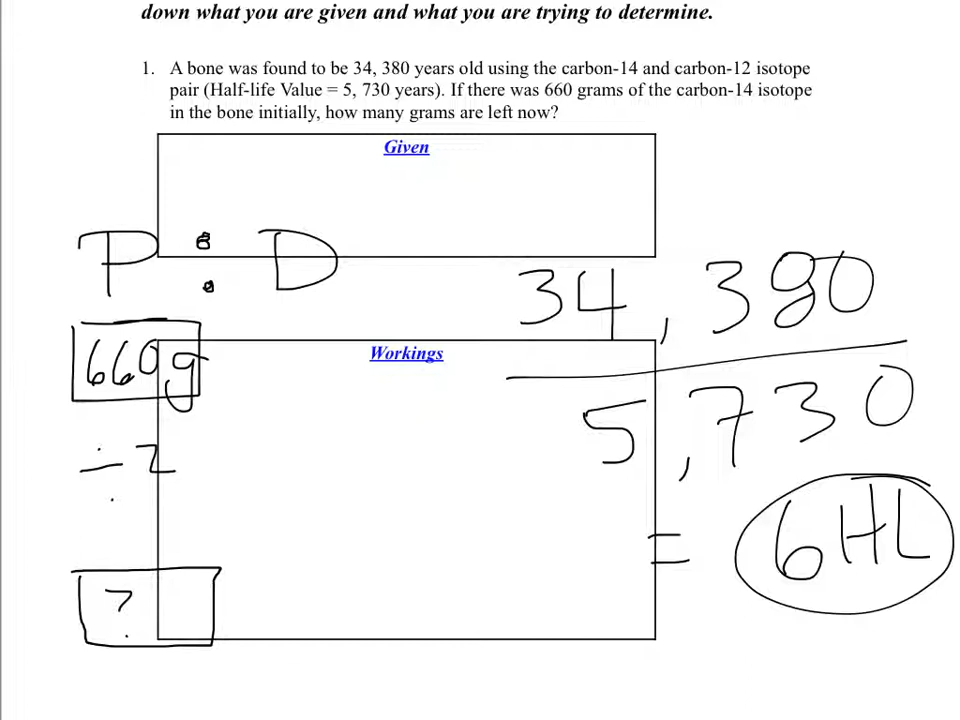 down what you are given and what you are trying to determine.
1. A bone was found to be 34, 380 years old using the carbon-14 and carbon-12 isotope
pair (Half-life Value = 5, 730 years). If there was 660 grams of the carbon-14 isotope
in the bone initially, how many grams are left now?
Given
P : D
34,380
660g
Workings
5,730
÷ 2
= 6HL
?